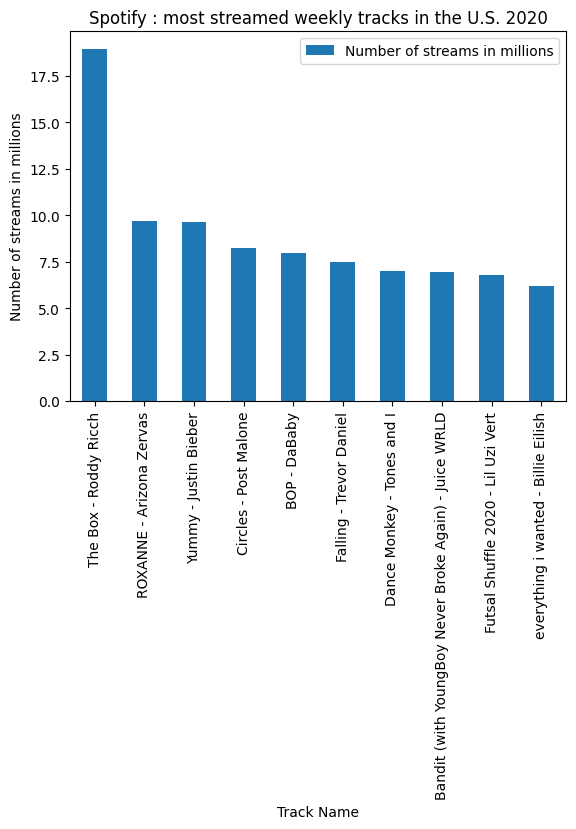 Spotify : most streamed weekly tracks in the U.S. 2020
Number of streams in millions
Number of streams in millions
17.5
15.0
12.5
10.0
7.5
5.0
2.5
0.0
The Box - Roddy Ricch
ROXANNE - Arizona Zervas
Yummy - Justin Bieber
Circles - Post Malone
BOP - DaBaby
Falling - Trevor Daniel
Dance Monkey - Tones and I
Bandit (with YoungBoy Never Broke Again) - Juice WRLD
Futsal Shuffle 2020 - Lil Uzi Vert
everything i wanted - Billie Eilish
Track Name